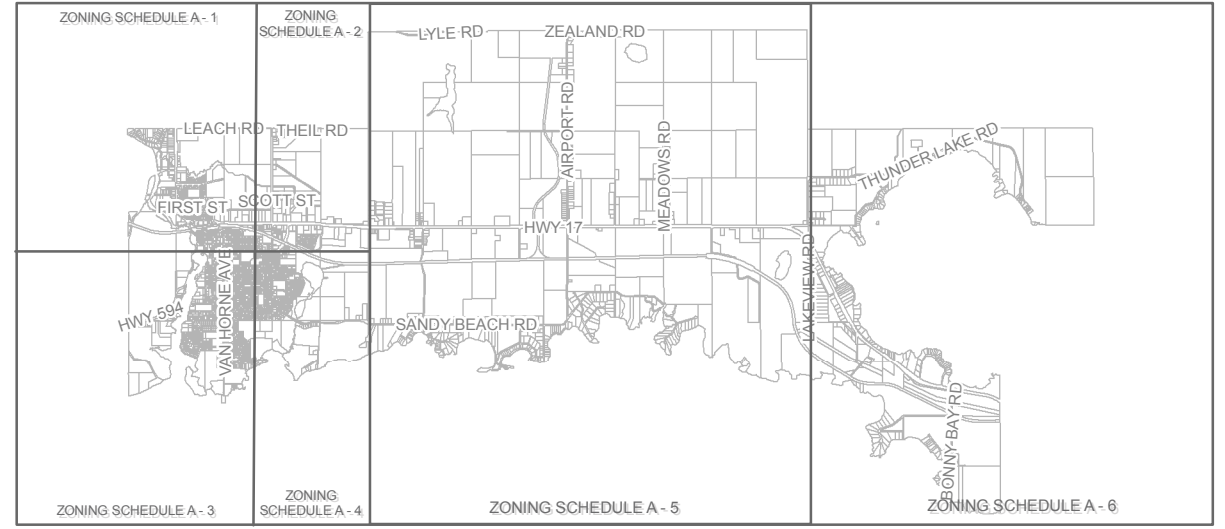 ZONING SCHEDULE A - 1
ZONING
SCHEDULE A - 2
LYLE RD
ZEALAND RD
LEACH RD
THEIL RD
AIRPORT RD
MEADOWS RD
THUNDER LAKE RD
FIRST ST
SCOTT ST
HWY 17
VAN HORNE AVE
HWY 594
LAKEVIEW RD
SANDY BEACH RD
BONNY BAY RD
ZONING SCHEDULE A - 3
ZONING
SCHEDULE A - 4
ZONING SCHEDULE A - 5
ZONING SCHEDULE A - 6